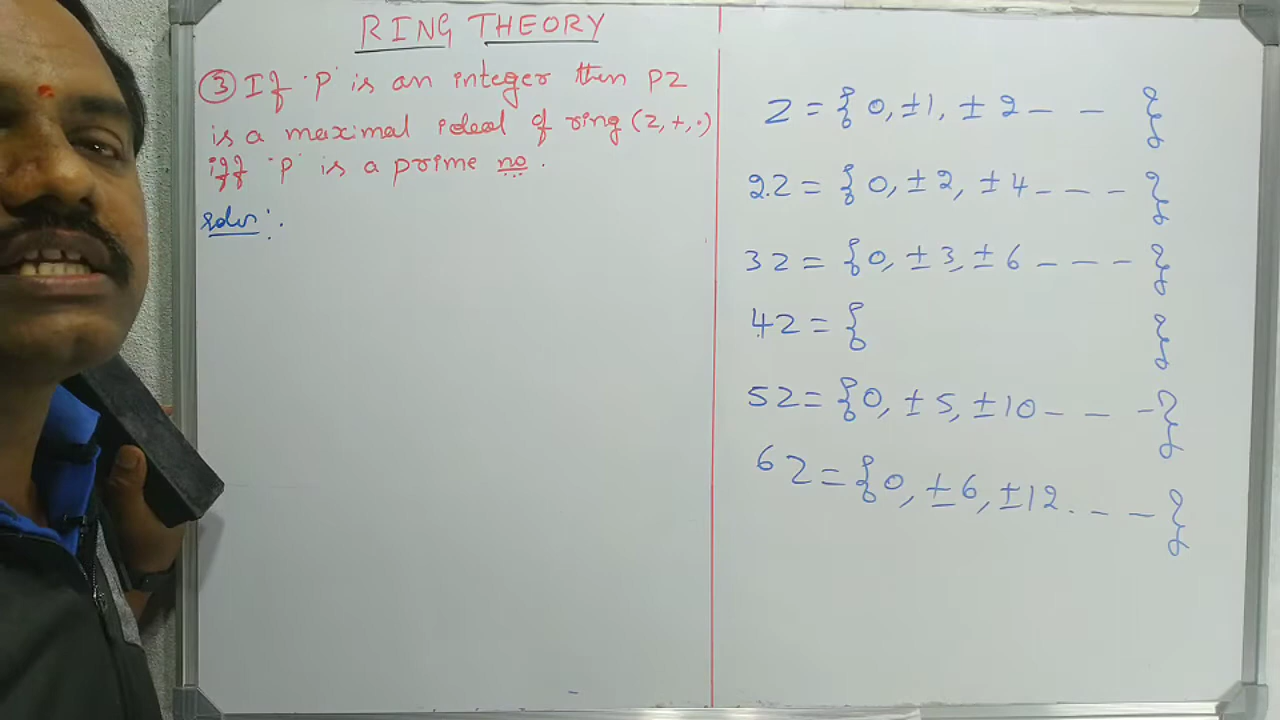 RING THEORY
③ If 'P' is an integer then PZ
is a maximal ideal of ring (Z, +, ·)
iff 'P' is a prime no.
Soln:.
Z = { 0, ±1, ± 2 - - }
2Z = { 0, ± 2, ± 4 - - - }
3Z = { 0, ± 3, ± 6 - - - }
4Z = { }
5Z = { 0, ± 5, ± 10 - - - }
6Z = { 0, ± 6, ± 12. - - }